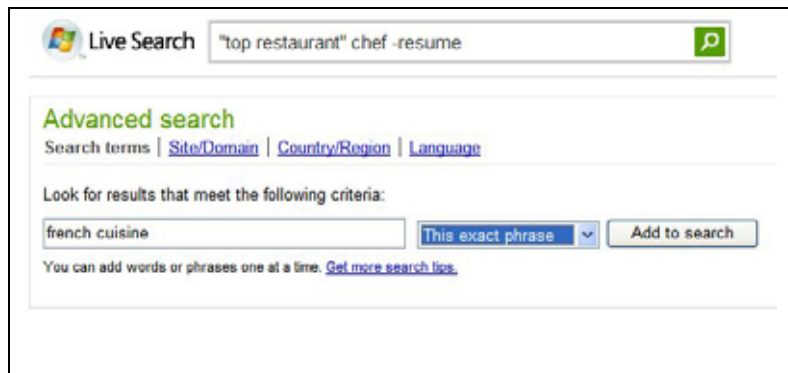 Live Search "top restaurant" chef -resume
Advanced search
Search terms | Site/Domain | Country/Region | Language
Look for results that meet the following criteria:
french cuisine This exact phrase Add to search
You can add words or phrases one at a time. Get more search tips.